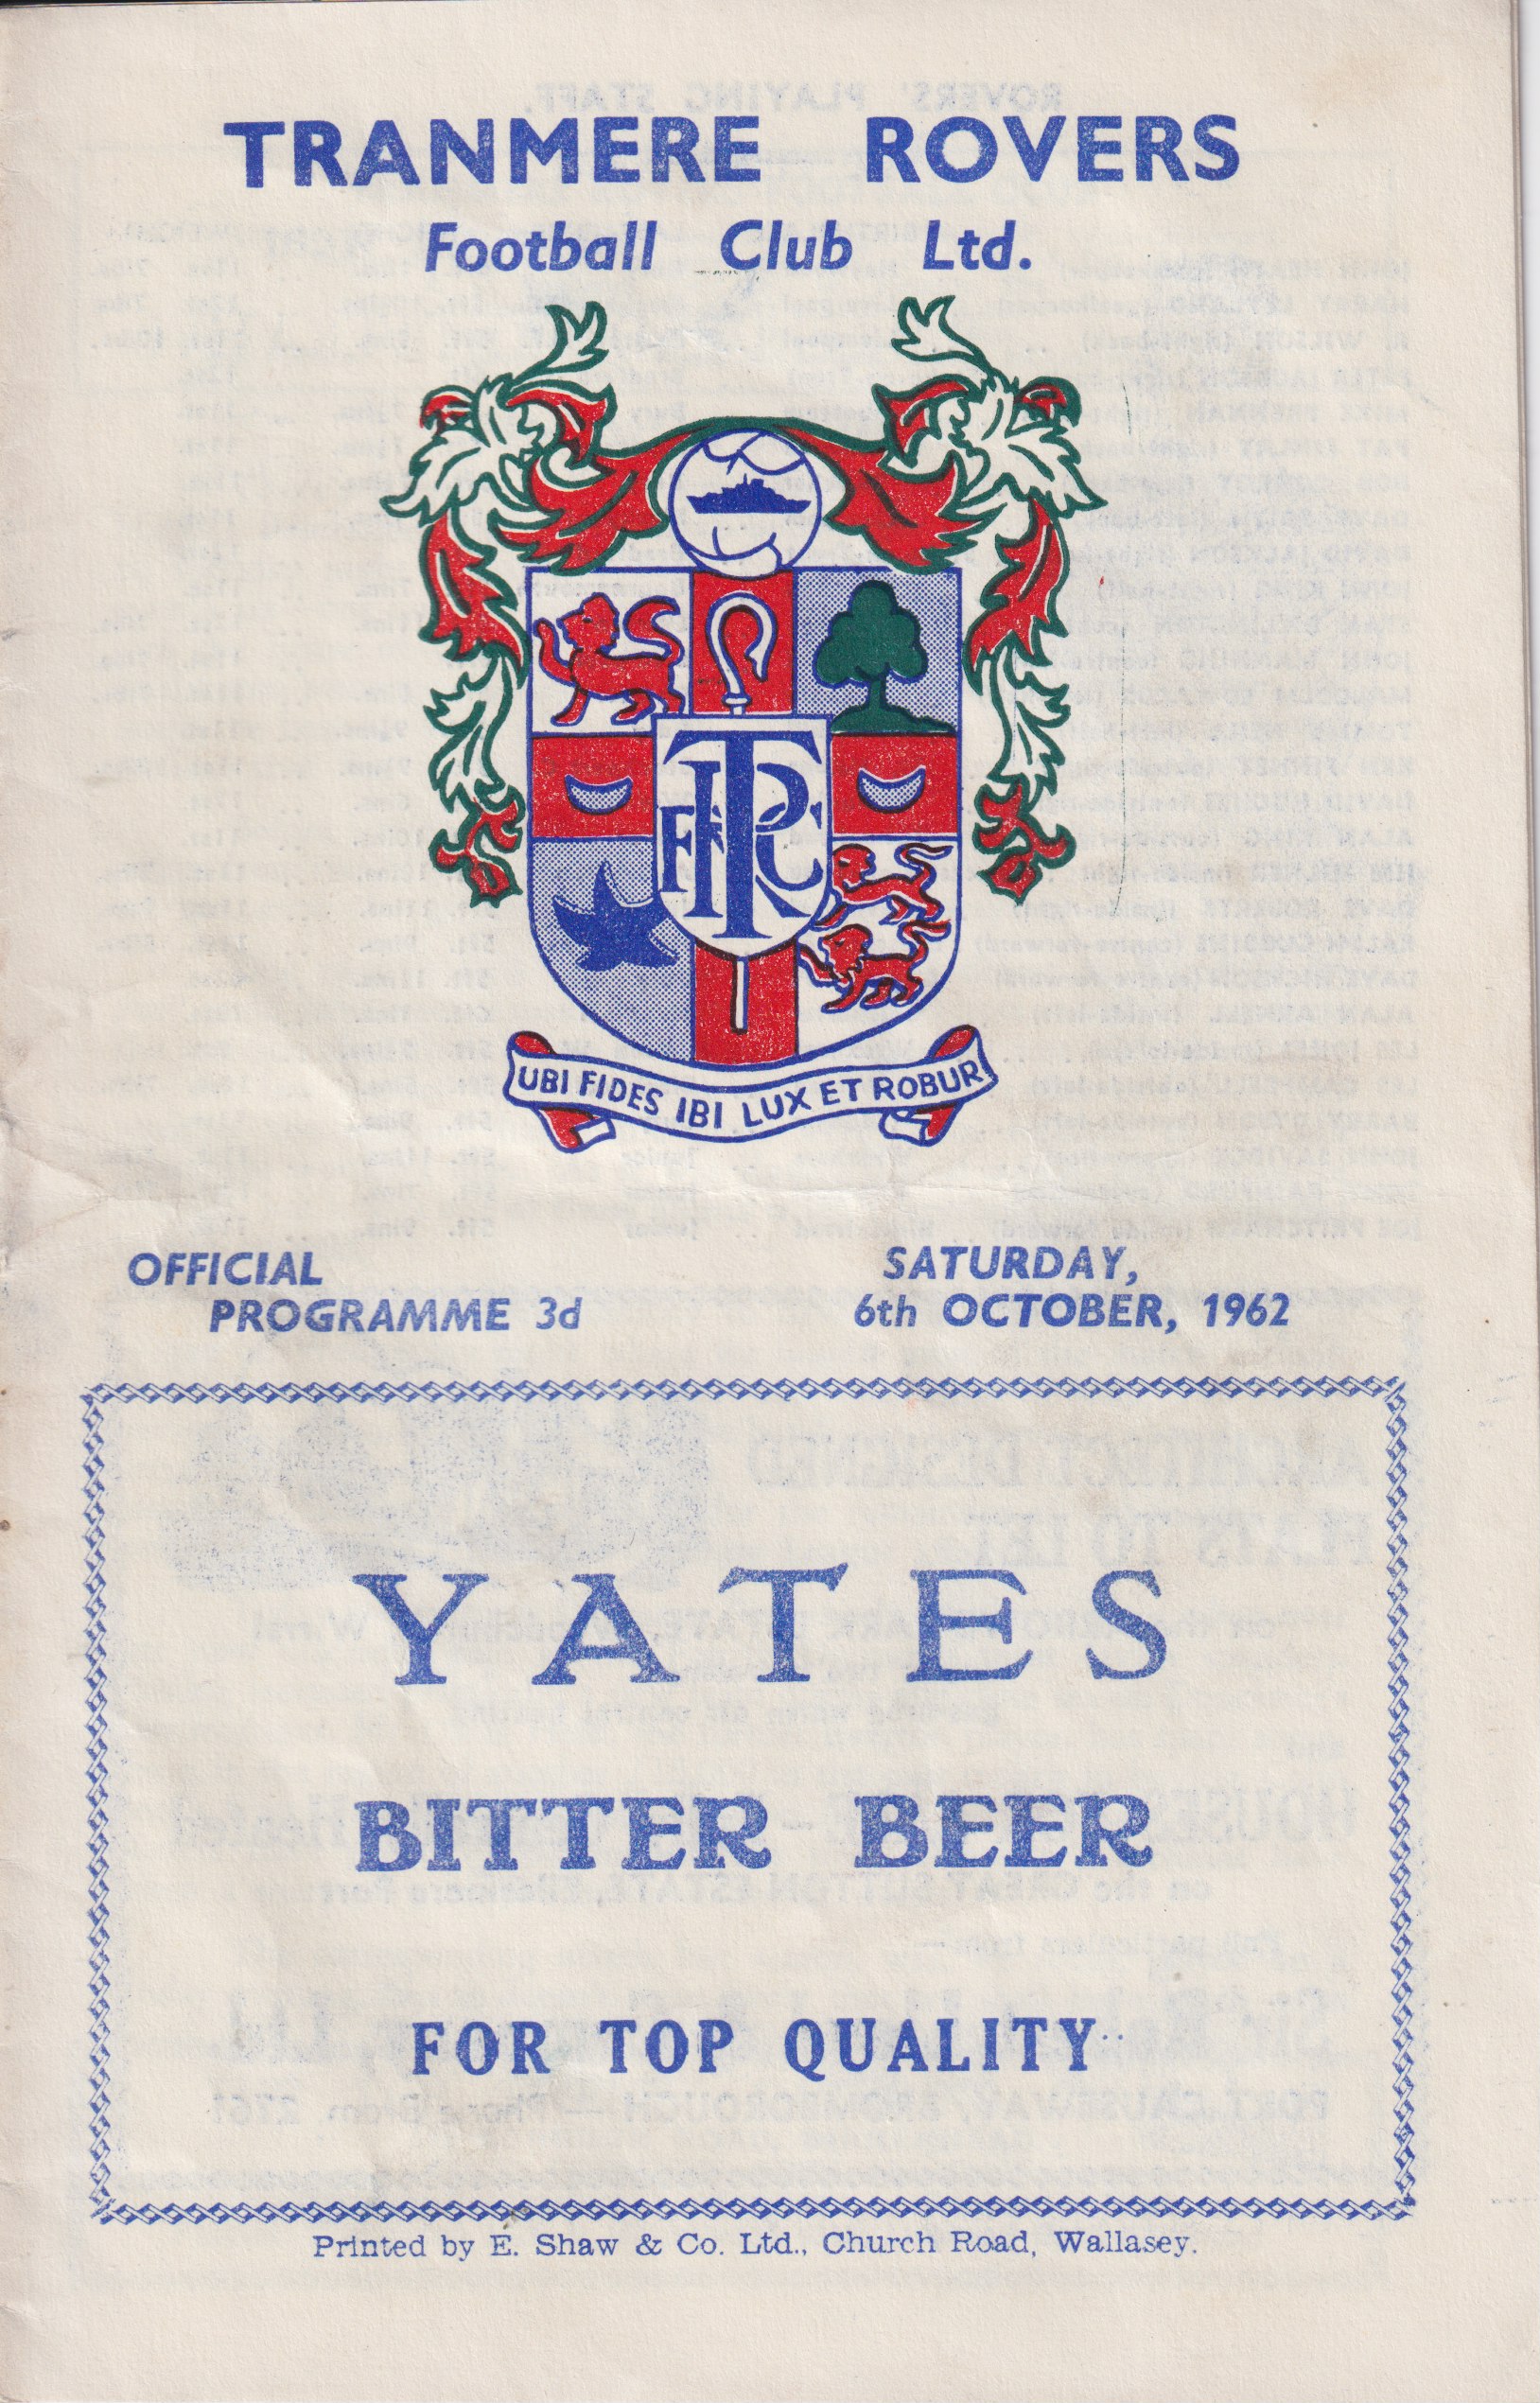 TRANMERE ROVERS
Football Club Ltd.
TRFC
UBI FIDES IBI LUX ET ROBUR
OFFICIAL
PROGRAMME 3d
SATURDAY,
6th OCTOBER, 1962
YATES
BITTER BEER
FOR TOP QUALITY
Printed by E. Shaw & Co. Ltd., Church Road, Wallasey.